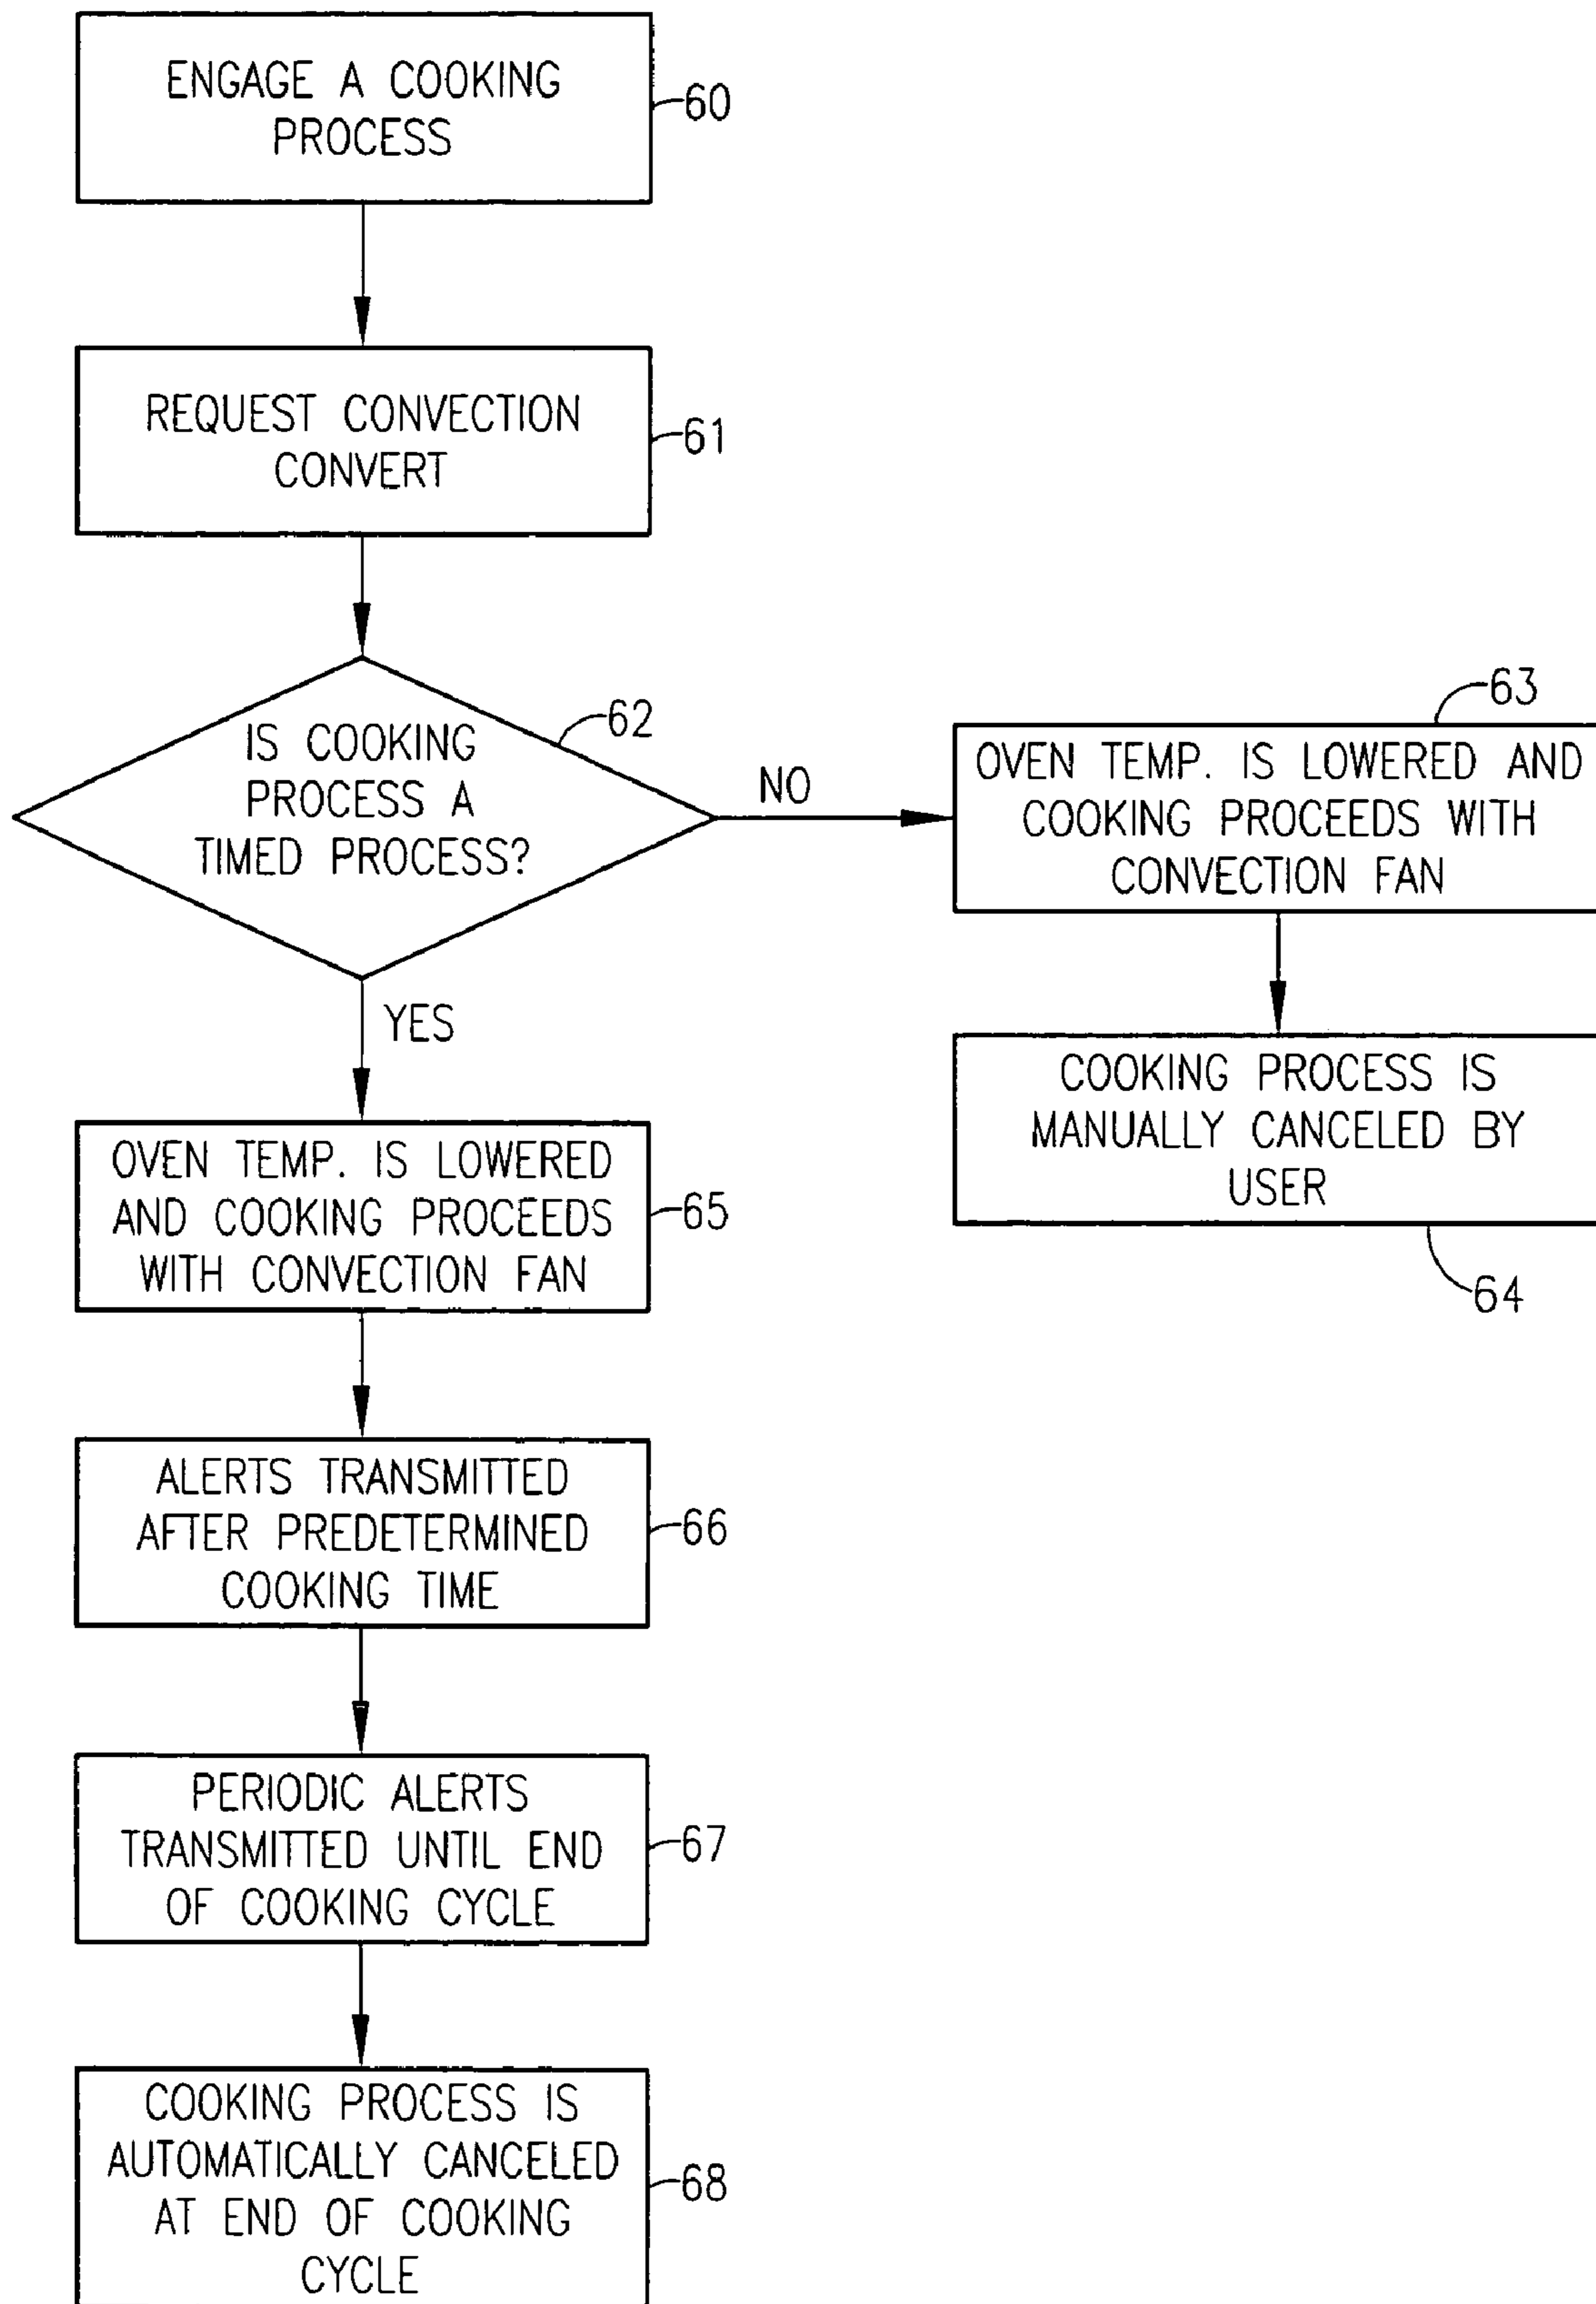 ENGAGE A COOKING
PROCESS
60
REQUEST CONVECTION
CONVERT
61
IS COOKING
PROCESS A
TIMED PROCESS?
62
NO
63
OVEN TEMP. IS LOWERED AND
COOKING PROCEEDS WITH
CONVECTION FAN
COOKING PROCESS IS
MANUALLY CANCELED BY
USER
64
YES
OVEN TEMP. IS LOWERED
AND COOKING PROCEEDS
WITH CONVECTION FAN
65
ALERTS TRANSMITTED
AFTER PREDETERMINED
COOKING TIME
66
PERIODIC ALERTS
TRANSMITTED UNTIL END
OF COOKING CYCLE
67
COOKING PROCESS IS
AUTOMATICALLY CANCELED
AT END OF COOKING
CYCLE
68